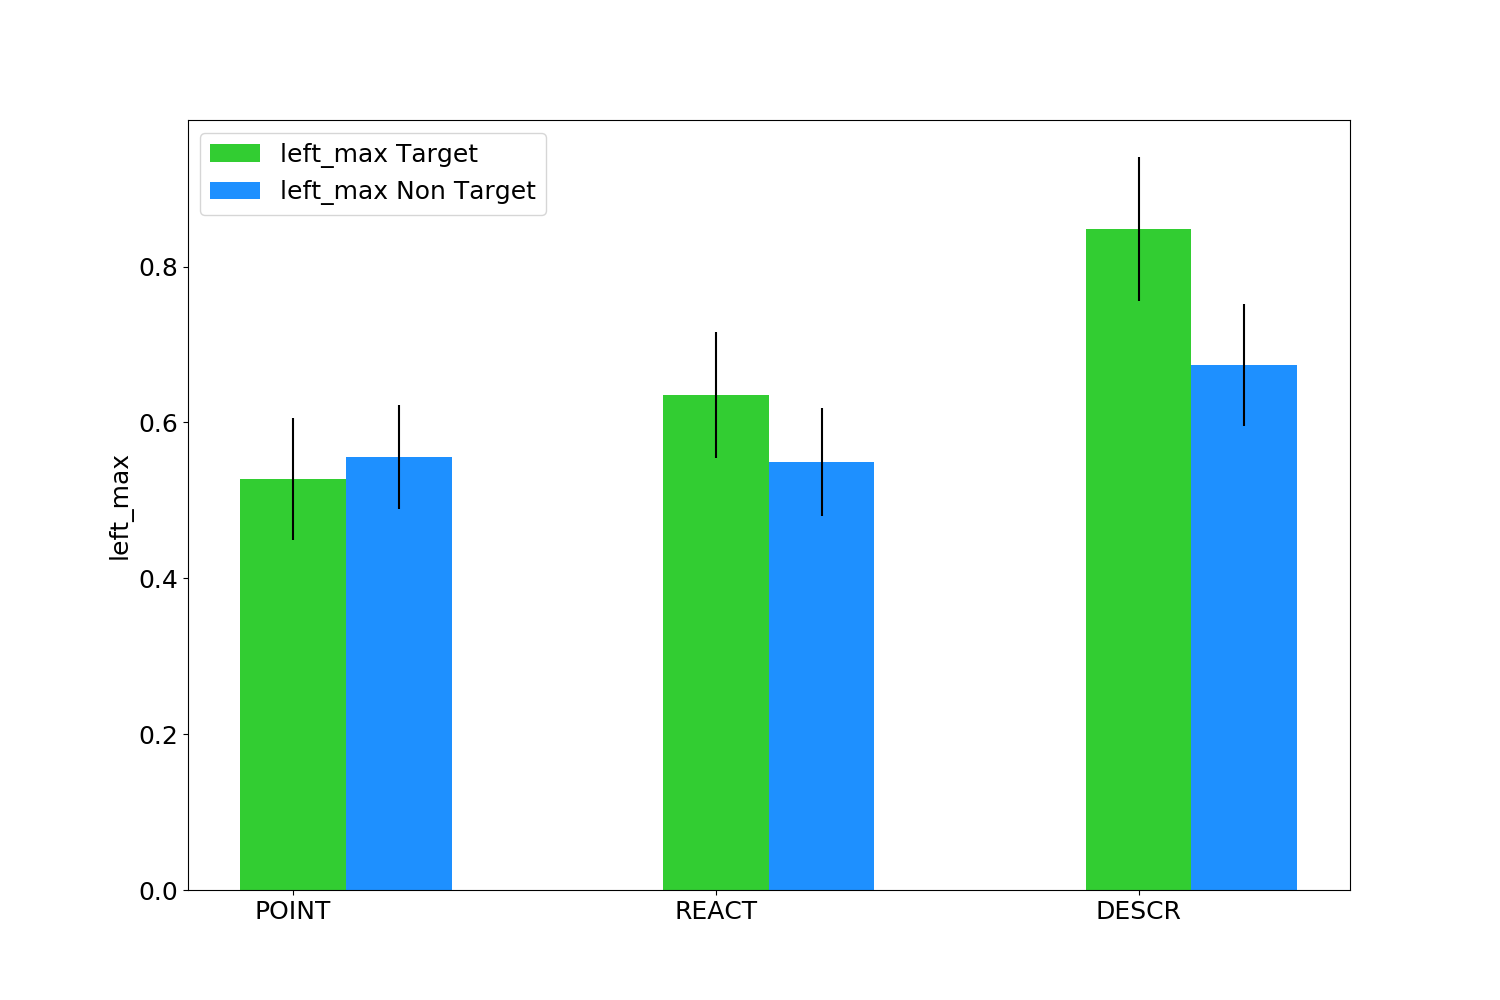 left_max Target
left_max Non Target
0.8
0.6
0.4
0.2
0.0
left_max
POINT
REACT
DESCR